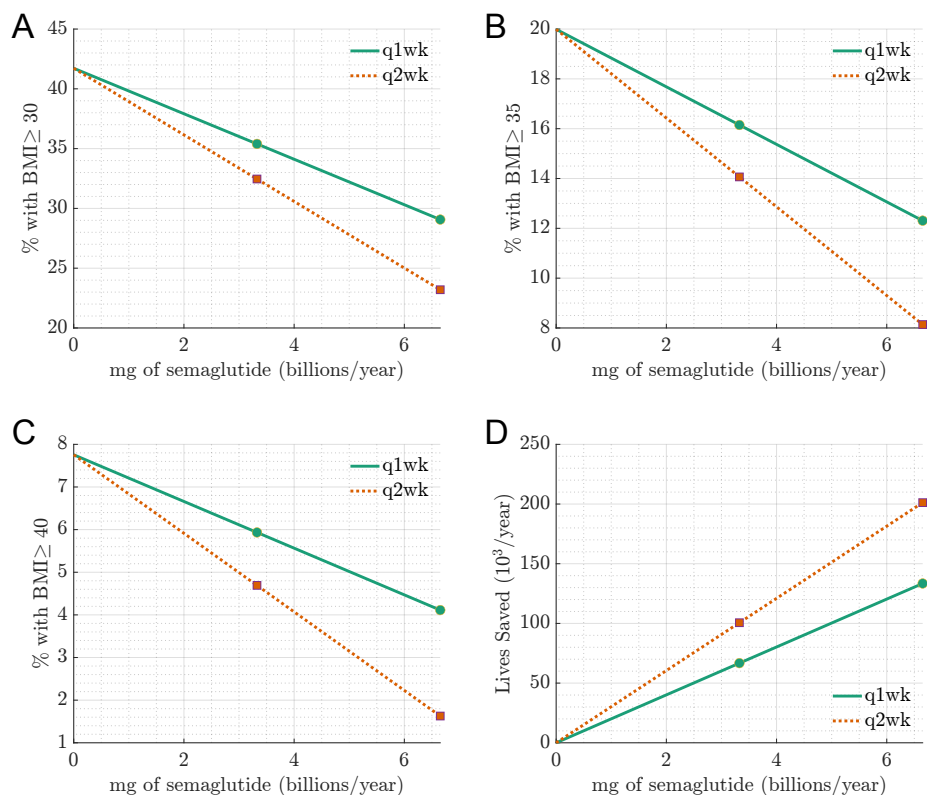 A
45
40
35
30
25
20
% with BMI≥ 30
q1wk
q2wk
0 2 4 6
mg of semaglutide (billions/year)
B
20
18
16
14
12
10
8
% with BMI≥ 35
q1wk
q2wk
0 2 4 6
mg of semaglutide (billions/year)
C
8
7
6
5
4
3
2
1
% with BMI≥ 40
q1wk
q2wk
0 2 4 6
mg of semaglutide (billions/year)
D
250
200
150
100
50
0
Lives Saved (10³/year)
q1wk
q2wk
0 2 4 6
mg of semaglutide (billions/year)